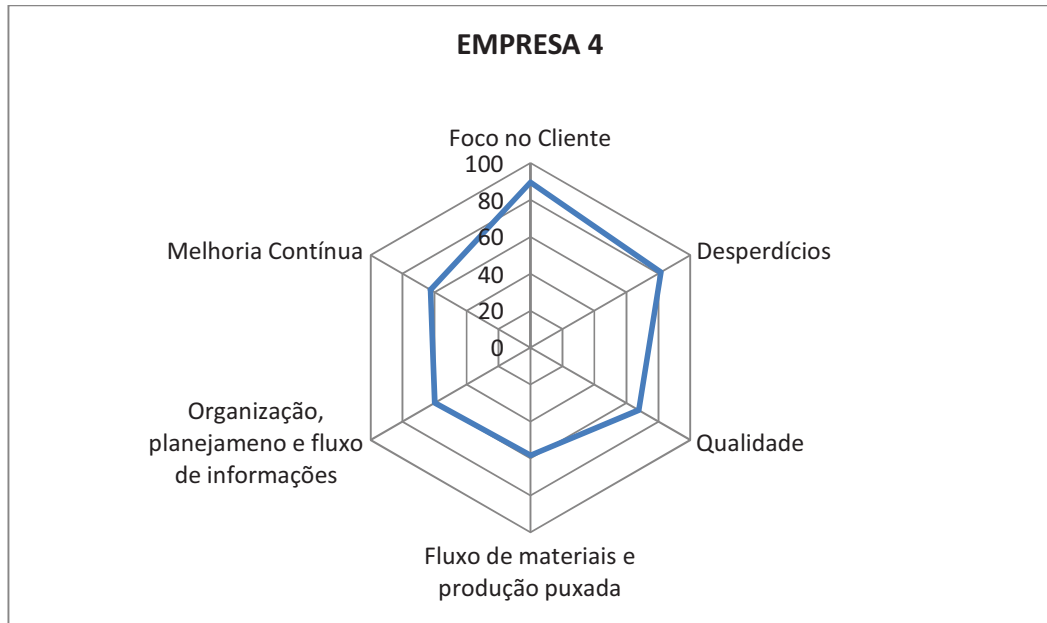 EMPRESA 4
Foco no Cliente
100
80
60
40
20
0
Desperdícios
Qualidade
Fluxo de materiais e
produção puxada
Organização,
planejameno e fluxo
de informações
Melhoria Contínua